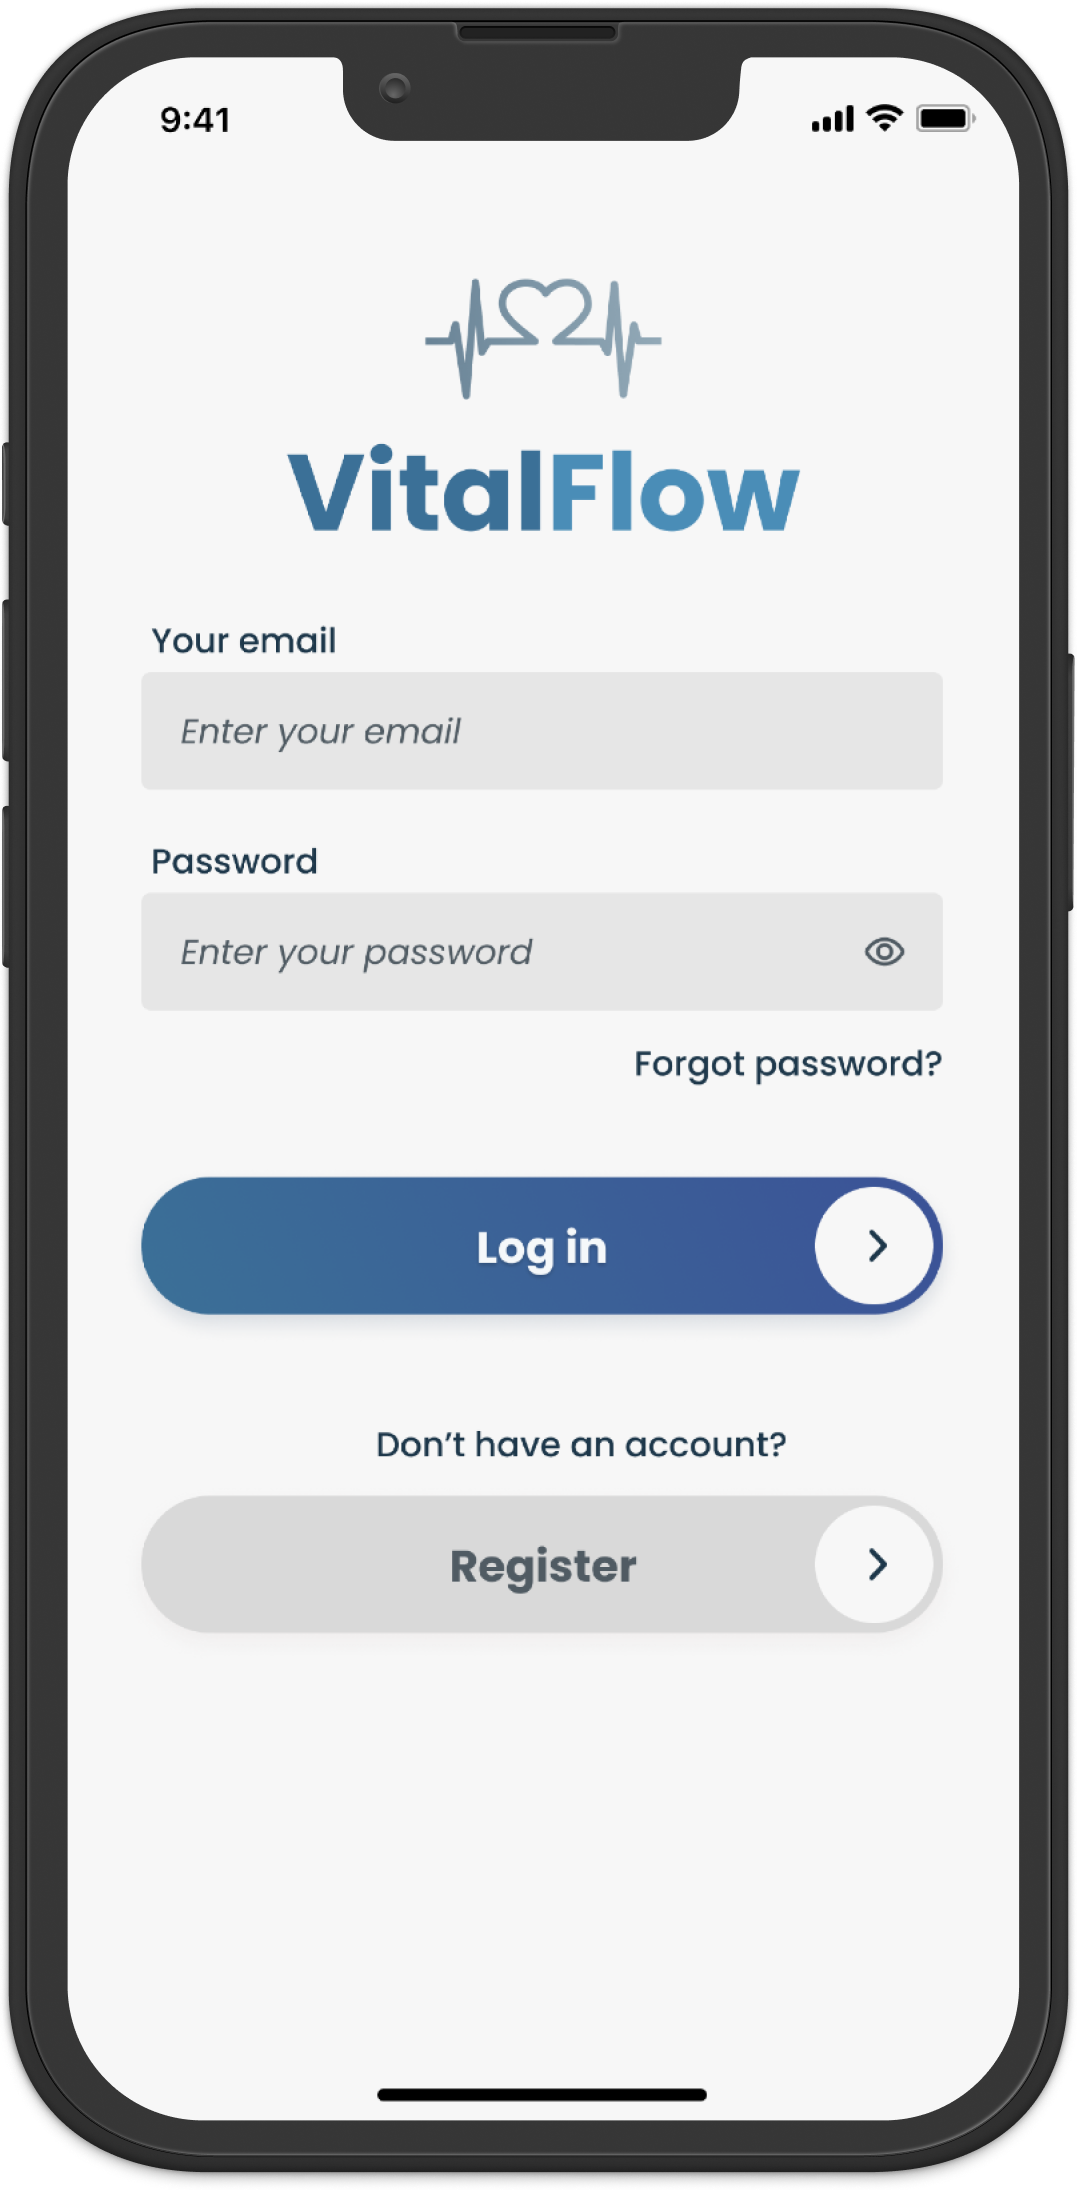 9:41
VitalFlow
Your email
Enter your email
Password
Enter your password
Forgot password?
Log in
Don’t have an account?
Register